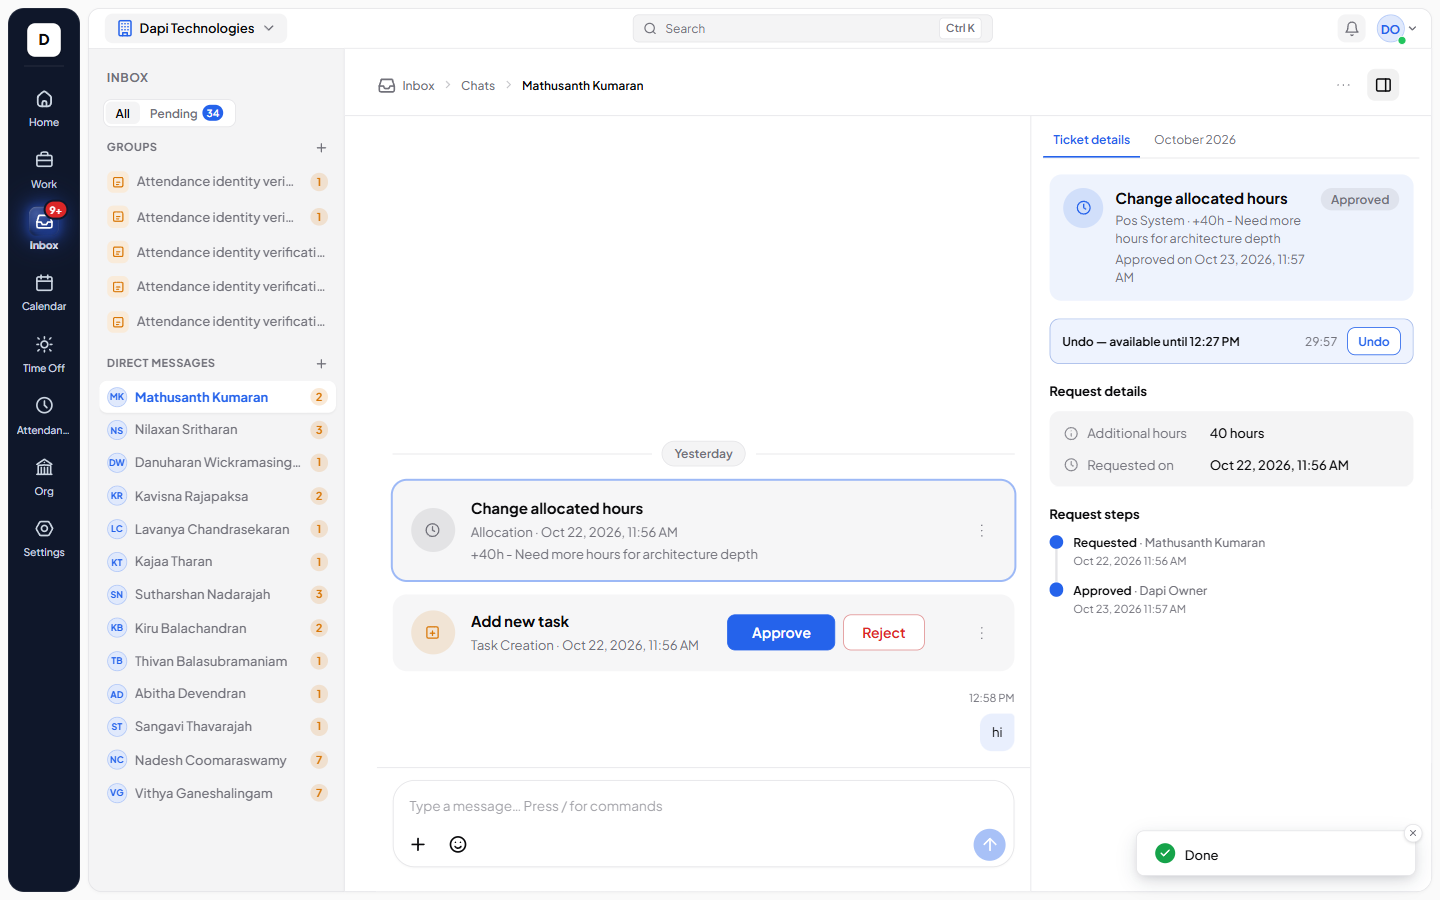 D
Dapi Technologies
Search
Ctrl K
DO
Home
Work
9+
Inbox
Calendar
Time Off
Attendan...
Org
Settings
INBOX
All
Pending 34
GROUPS
Attendance identity veri... 1
Attendance identity veri... 1
Attendance identity verificati...
Attendance identity verificati...
Attendance identity verificati...
DIRECT MESSAGES
MK Mathusanth Kumaran 2
NS Nilaxan Sritharan 3
DW Danuharan Wickramasing... 1
KR Kavisna Rajapaksa 2
LC Lavanya Chandrasekaran 1
KT Kajaa Tharan 1
SN Sutharshan Nadarajah 3
KB Kiru Balachandran 2
TB Thivan Balasubramaniam 1
AD Abitha Devendran 1
ST Sangavi Thavarajah 1
NC Nadesh Coomaraswamy 7
VG Vithya Ganeshalingam 7
Inbox > Chats > Mathusanth Kumaran
Yesterday
Change allocated hours
Allocation · Oct 22, 2026, 11:56 AM
+40h - Need more hours for architecture depth
Add new task
Task Creation · Oct 22, 2026, 11:56 AM
Approve
Reject
12:58 PM
hi
Type a message... Press / for commands
Ticket details
October 2026
Change allocated hours
Approved
Pos System · +40h - Need more
hours for architecture depth
Approved on Oct 23, 2026, 11:57
AM
Undo — available until 12:27 PM
29:57
Undo
Request details
Additional hours 40 hours
Requested on Oct 22, 2026, 11:56 AM
Request steps
Requested · Mathusanth Kumaran
Oct 22, 2026 11:56 AM
Approved · Dapi Owner
Oct 23, 2026 11:57 AM
Done